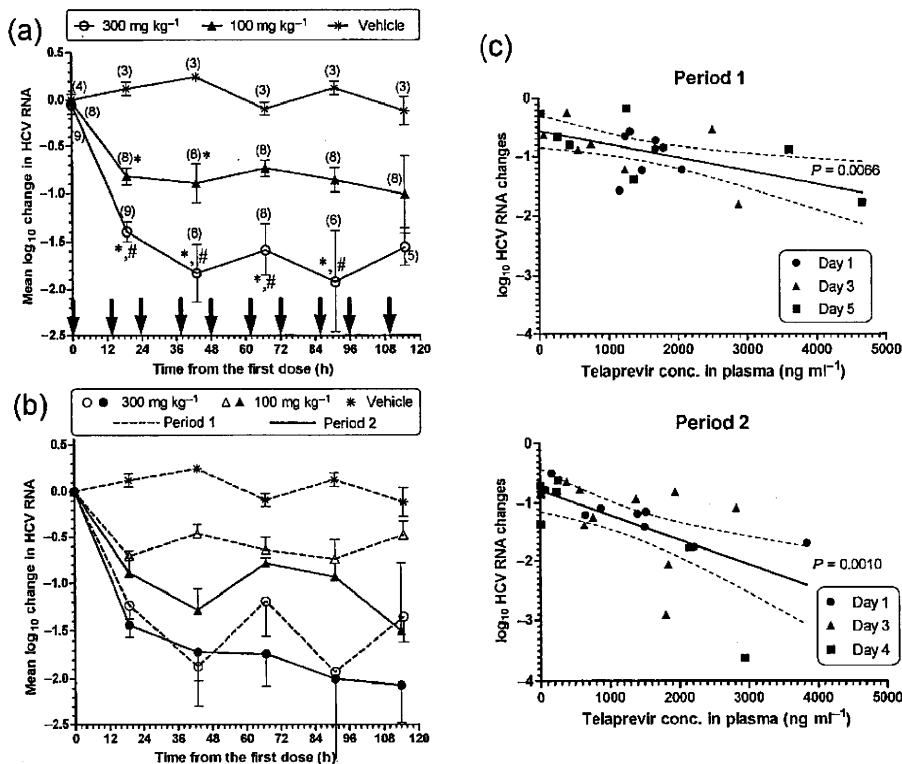 (a)
300 mg kg⁻¹ 100 mg kg⁻¹ Vehicle
Mean log₁₀ change in HCV RNA
0.5
0.0
−0.5
−1.0
−1.5
−2.0
−2.5
(4) (3) (3) (3) (3) (3)
(8)
(9)
(8)* (8)* (8) (8) (8)
(9) (8) (8) (6) (5)
*,# *,# *,# *,#
0 12 24 36 48 60 72 84 96 108 120
Time from the first dose (h)
(b)
300 mg kg⁻¹ 100 mg kg⁻¹ Vehicle
Period 1 Period 2
Mean log₁₀ change in HCV RNA
0.5
0.0
−0.5
−1.0
−1.5
−2.0
−2.5
0 12 24 36 48 60 72 84 96 108 120
Time from the first dose (h)
(c)
Period 1
log₁₀ HCV RNA changes
−0
−1
−2
−3
−4
P = 0.0066
Day 1
Day 3
Day 5
0 1000 2000 3000 4000 5000
Telaprevir conc. in plasma (ng ml⁻¹)
Period 2
log₁₀ HCV RNA changes
−0
−1
−2
−3
−4
P = 0.0010
Day 1
Day 3
Day 4
0 1000 2000 3000 4000 5000
Telaprevir conc. in plasma (ng ml⁻¹)